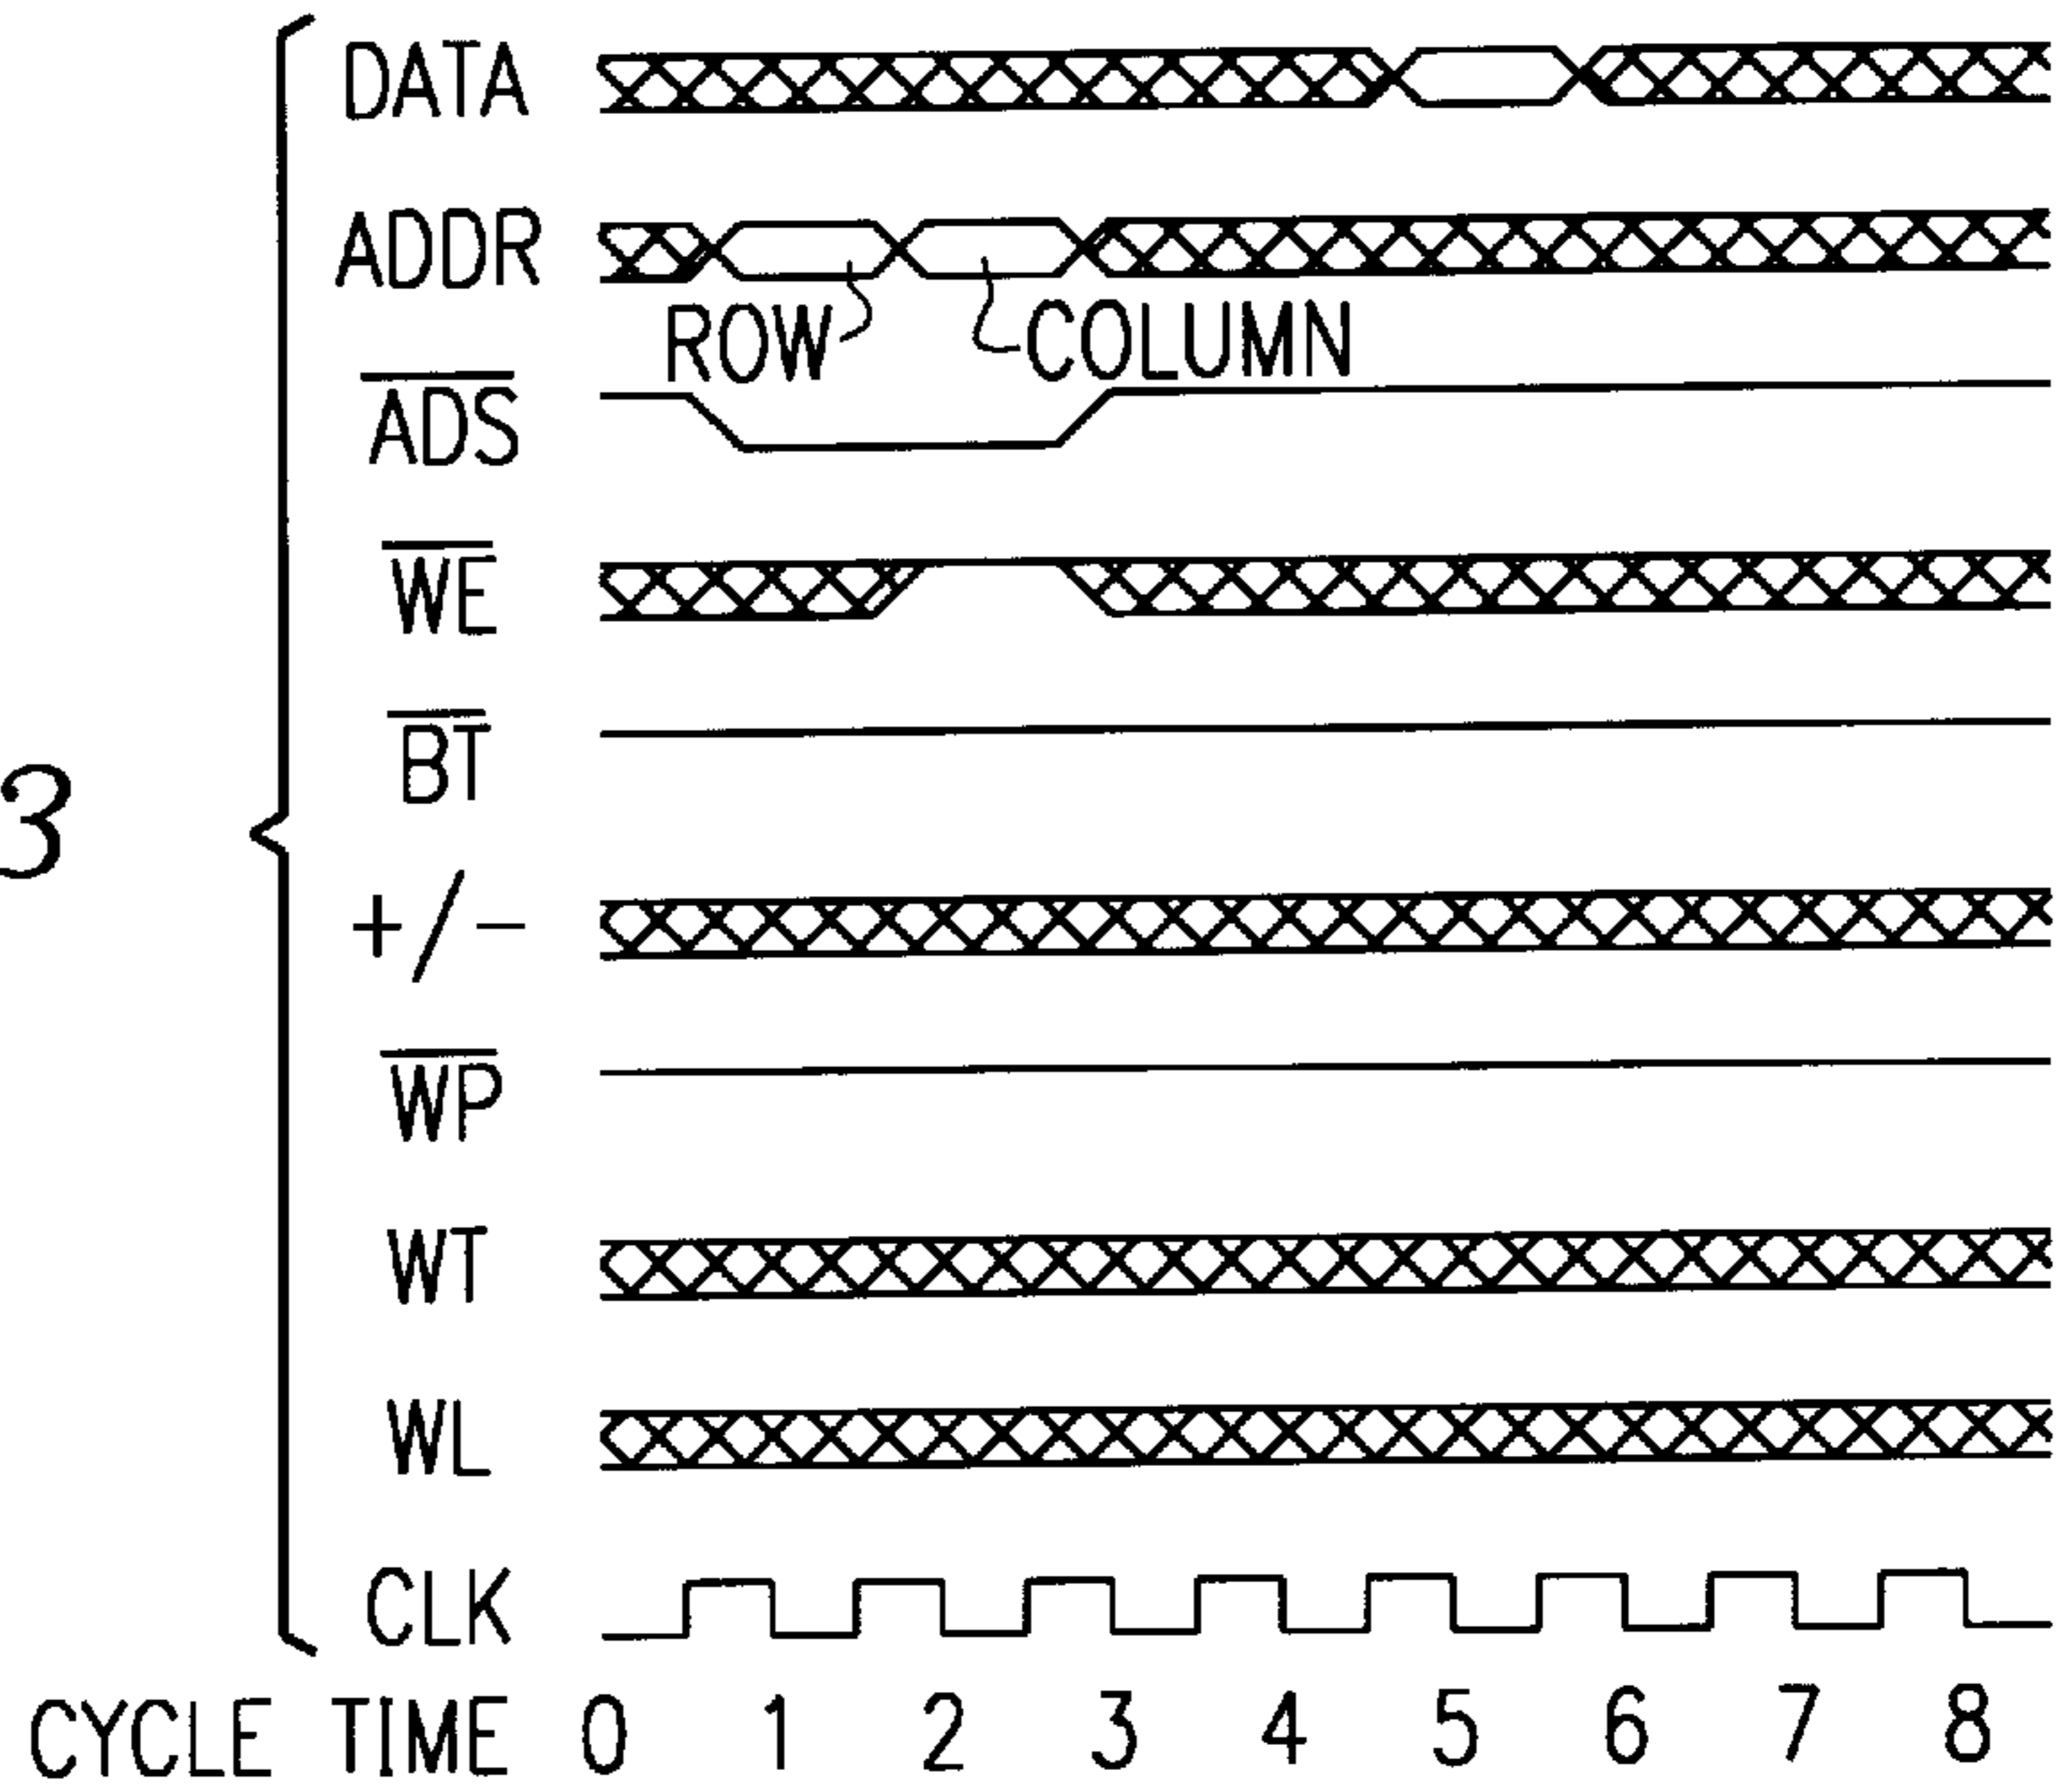 DATA
ADDR
ROW COLUMN
ADS
WE
BT
3
+/-
WP
WT
WL
CLK
CYCLE TIME 0 1 2 3 4 5 6 7 8